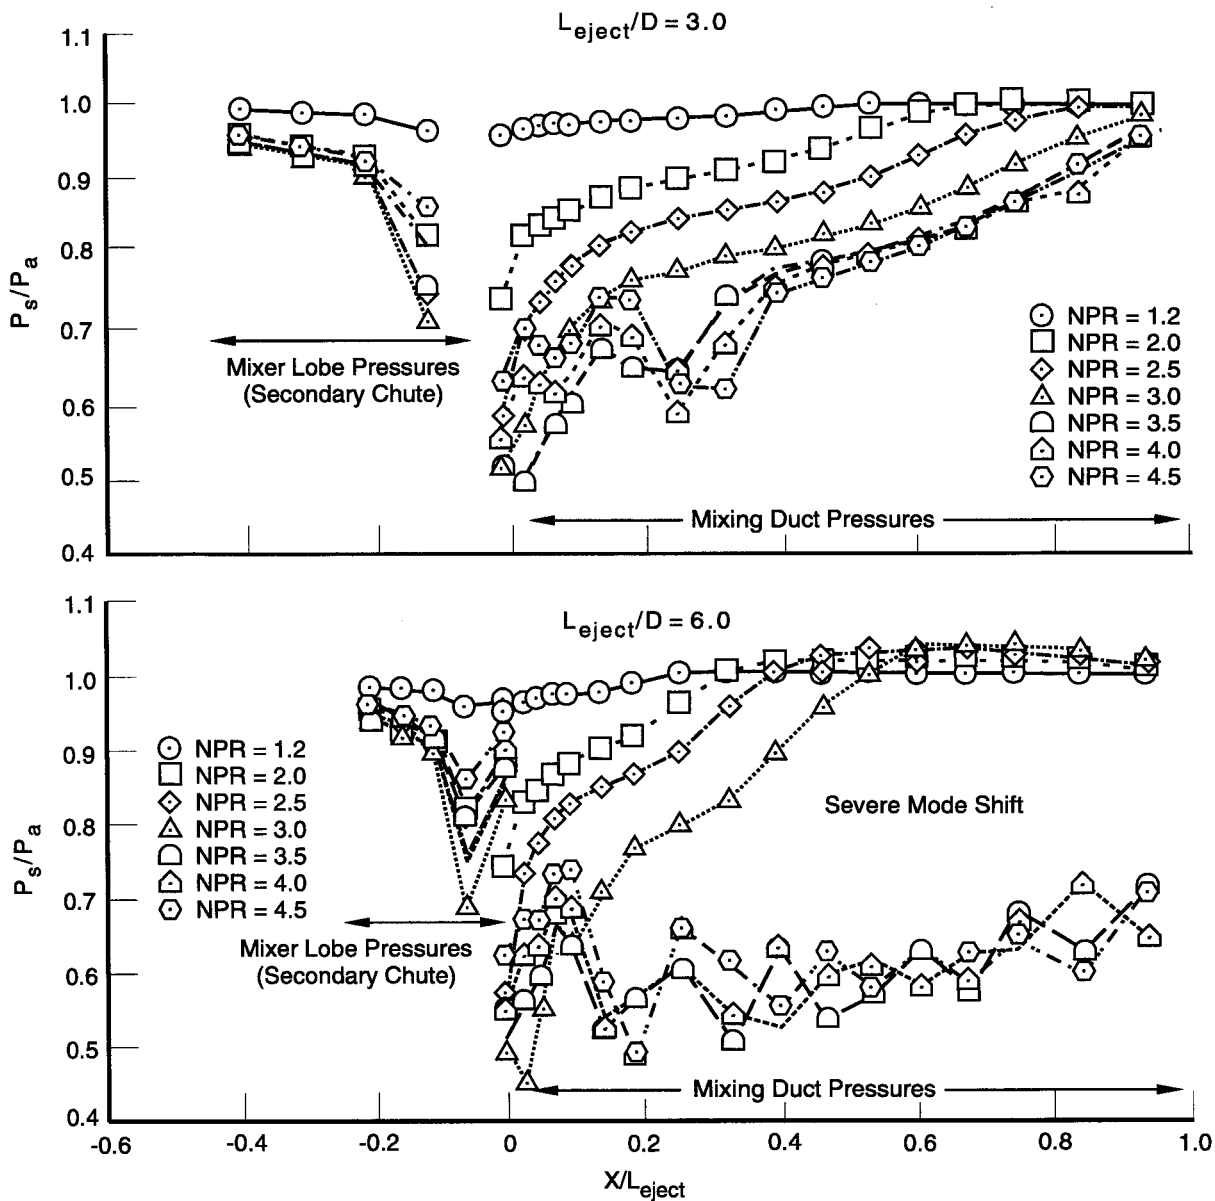 L_eject/D = 3.0
1.1
1.0
0.9
0.8
0.7
0.6
0.5
0.4
P_s/P_a
Mixer Lobe Pressures
(Secondary Chute)
NPR = 1.2
NPR = 2.0
NPR = 2.5
NPR = 3.0
NPR = 3.5
NPR = 4.0
NPR = 4.5
Mixing Duct Pressures
L_eject/D = 6.0
1.1
1.0
0.9
0.8
0.7
0.6
0.5
0.4
P_s/P_a
NPR = 1.2
NPR = 2.0
NPR = 2.5
NPR = 3.0
NPR = 3.5
NPR = 4.0
NPR = 4.5
Mixer Lobe Pressures
(Secondary Chute)
Severe Mode Shift
Mixing Duct Pressures
-0.6 -0.4 -0.2 0 0.2 0.4 0.6 0.8 1.0
X/L_eject